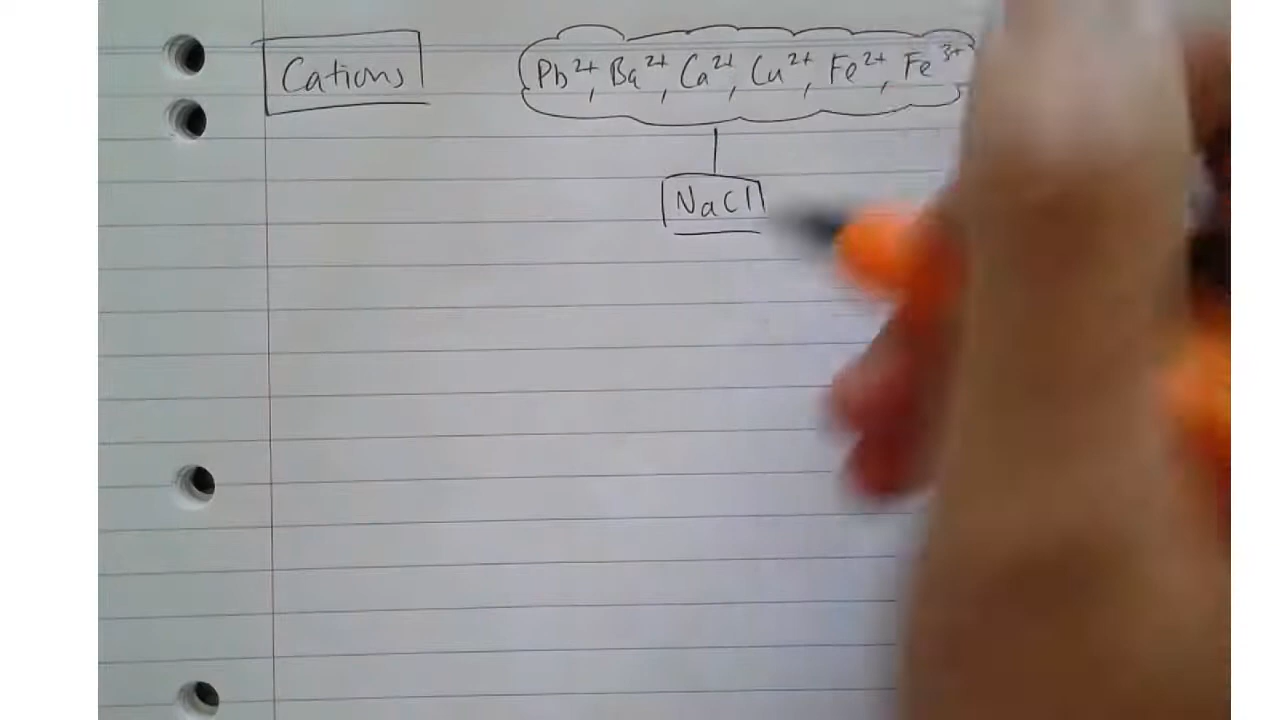 Cations
Pb²⁺, Ba²⁺, Ca²⁺, Cu²⁺, Fe²⁺, Fe³⁺
NaCl